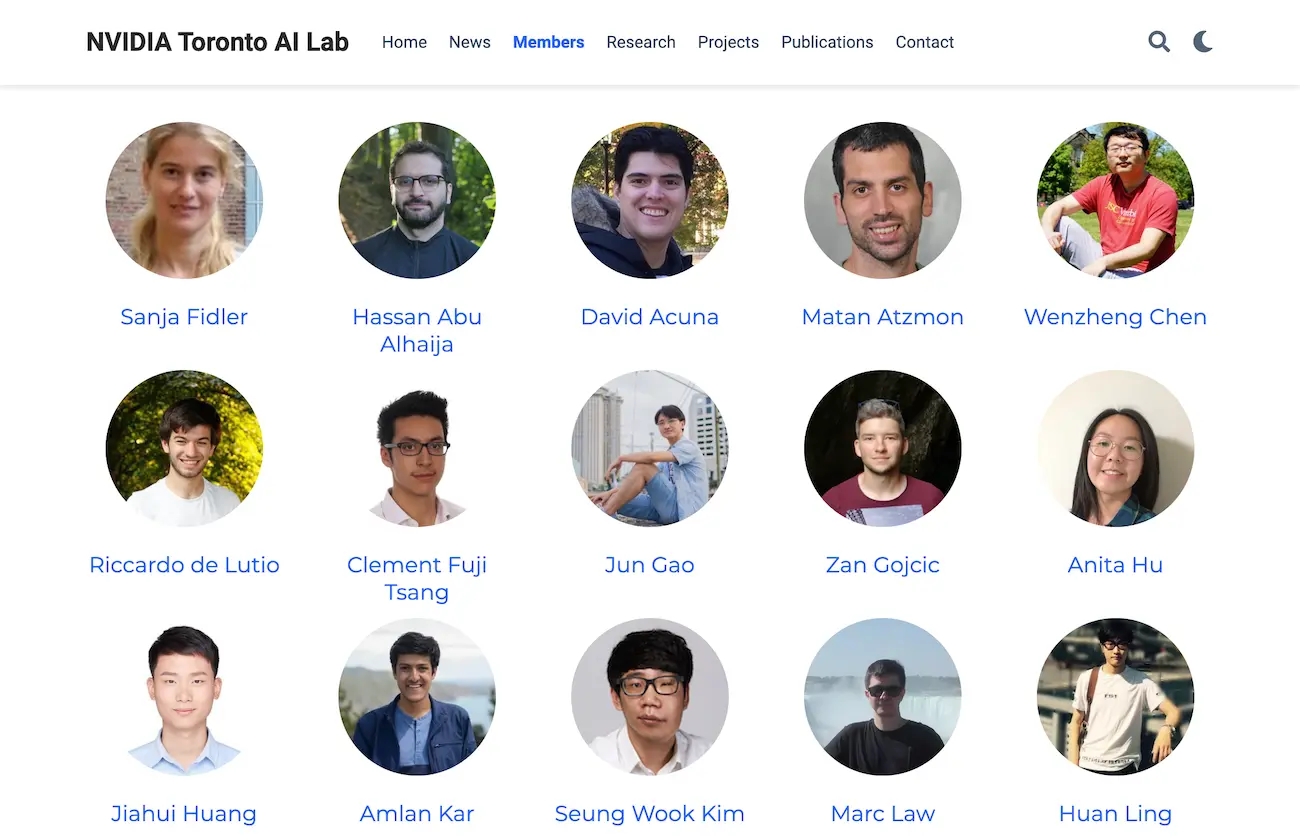 NVIDIA Toronto AI Lab Home News Members Research Projects Publications Contact
Sanja Fidler
Hassan Abu
Alhaija
David Acuna
Matan Atzmon
Wenzheng Chen
Riccardo de Lutio
Clement Fuji
Tsang
Jun Gao
Zan Gojcic
Anita Hu
Jiahui Huang
Amlan Kar
Seung Wook Kim
Marc Law
Huan Ling